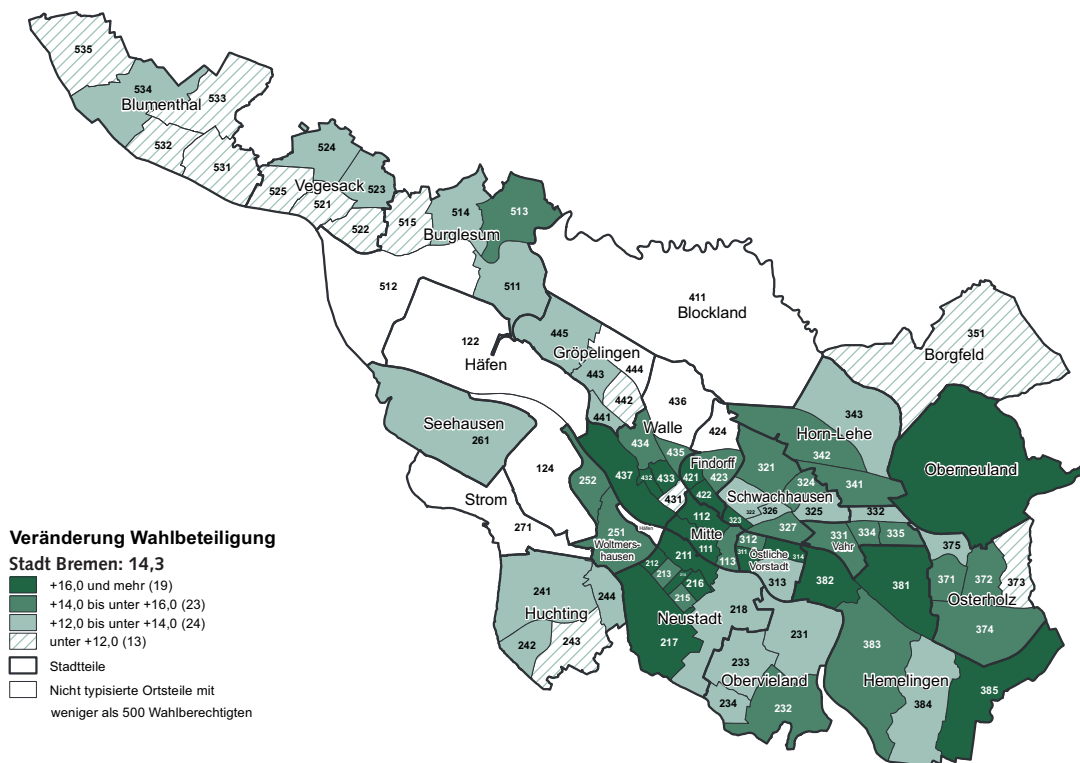 535
534
533
Blumenthal
532
531
524
Vegesack
523
525
521
522
515
514
513
Burglesum
512
511
411
Blockland
122
Häfen
445
Gröpelingen
444
443
442
441
436
351
Borgfeld
343
Horn-Lehe
342
341
Seehausen
261
124
Strom
271
Walle
434
435
424
437
432
433
431
Findorff
421
423
422
252
251
Woltmers-
hausen
Häfen
321
324
Schwachhausen
322
326
325
323
327
332
Oberneuland
112
Mitte
111
113
312
311
Östliche
Vorstadt
314
313
331
Vahr
334
335
375
371
372
373
Osterholz
374
382
381
212
211
213
216
215
Neustadt
217
218
241
Huchting
244
242
243
231
233
Obervieland
234
232
383
Hemelingen
384
385
Veränderung Wahlbeteiligung
Stadt Bremen: 14,3
+16,0 und mehr (19)
+14,0 bis unter +16,0 (23)
+12,0 bis unter +14,0 (24)
unter +12,0 (13)
Stadtteile
Nicht typisierte Ortsteile mit
weniger als 500 Wahlberechtigten